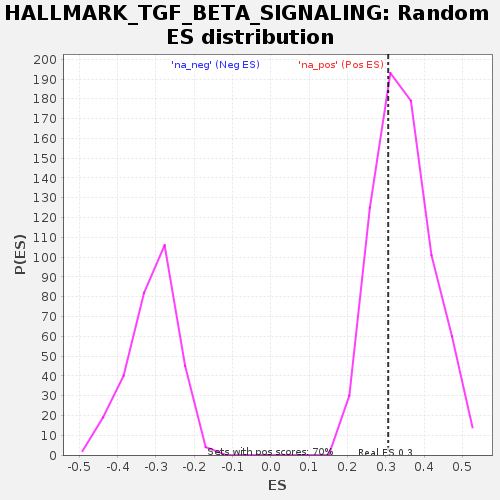 HALLMARK_TGF_BETA_SIGNALING: Random
ES distribution
'na_neg' (Neg ES)
'na_pos' (Pos ES)
200
190
180
170
160
150
140
130
120
110
100
90
80
70
60
50
40
30
20
10
0
P(ES)
Sets with pos scores: 70%
Real ES 0.3
-0.5 -0.4 -0.3 -0.2 -0.1 0.0 0.1 0.2 0.3 0.4 0.5
ES